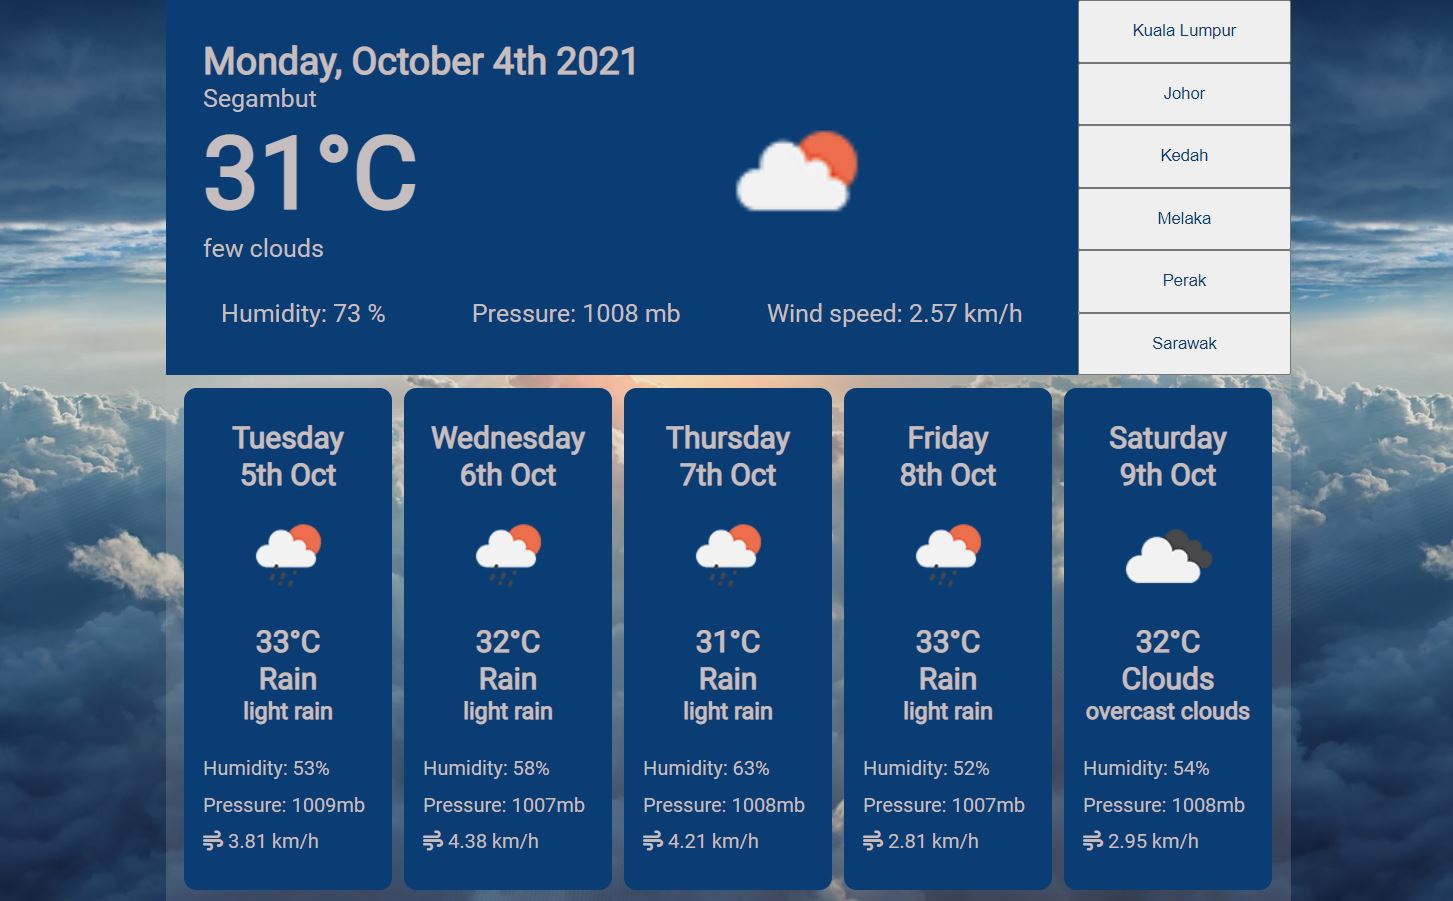 Monday, October 4th 2021
Segambut
31°C
few clouds
Humidity: 73 %
Pressure: 1008 mb
Wind speed: 2.57 km/h
Kuala Lumpur
Johor
Kedah
Melaka
Perak
Sarawak
Tuesday
5th Oct
33°C
Rain
light rain
Humidity: 53%
Pressure: 1009mb
3.81 km/h
Wednesday
6th Oct
32°C
Rain
light rain
Humidity: 58%
Pressure: 1007mb
4.38 km/h
Thursday
7th Oct
31°C
Rain
light rain
Humidity: 63%
Pressure: 1008mb
4.21 km/h
Friday
8th Oct
33°C
Rain
light rain
Humidity: 52%
Pressure: 1007mb
2.81 km/h
Saturday
9th Oct
32°C
Clouds
overcast clouds
Humidity: 54%
Pressure: 1008mb
2.95 km/h